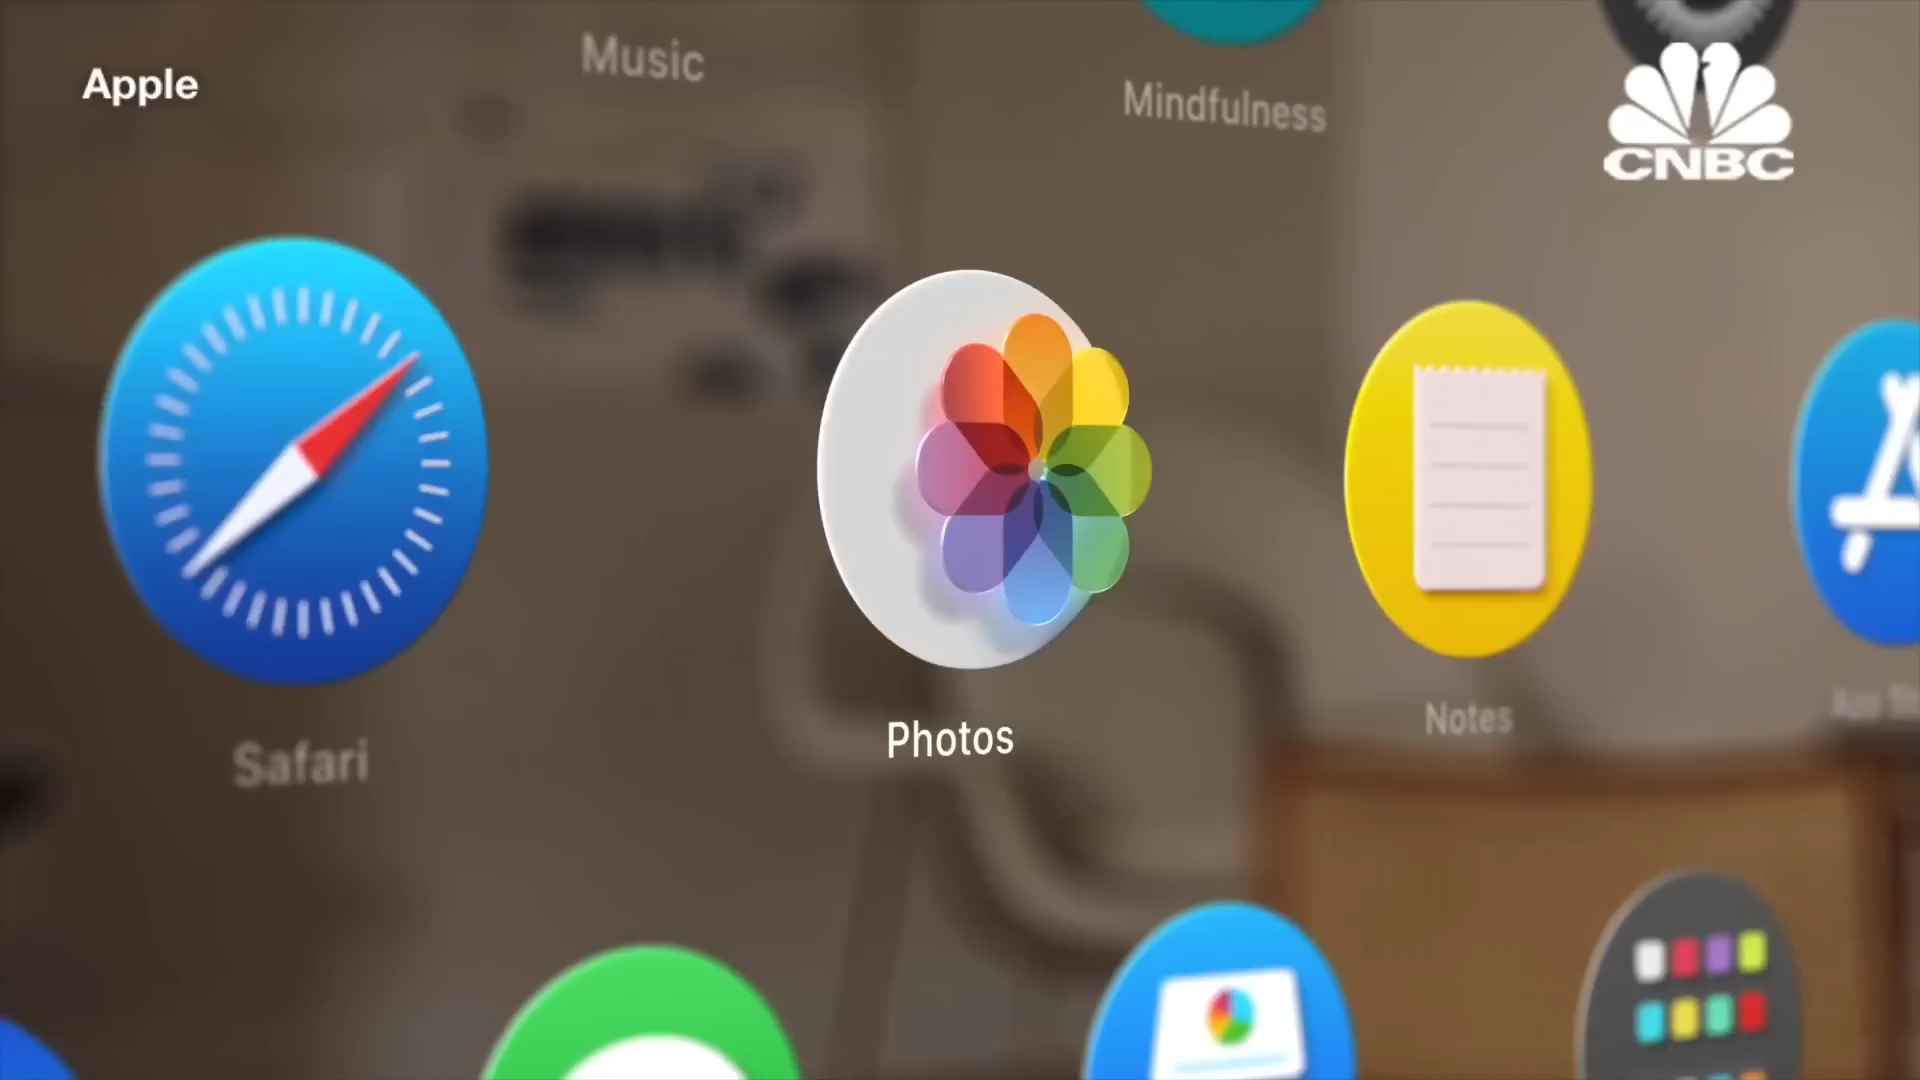 Music
Apple
Mindfulness
CNBC
Photos
Notes
Safari